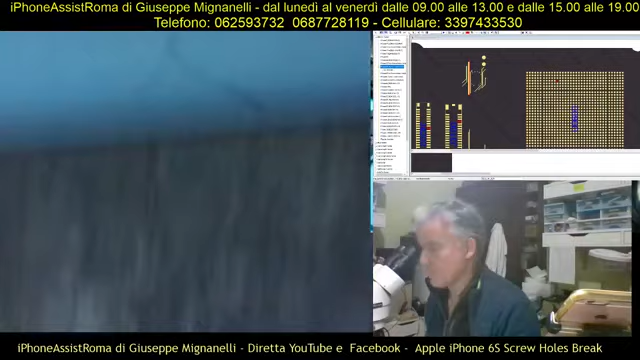 iPhoneAssistRoma di Giuseppe Mignanelli - dal lunedì al venerdì dalle 09.00 alle 13.00 e dalle 15.00 alle 19.00
Telefono: 062593732 0687728119 - Cellulare: 3397433530
iPhoneAssistRoma di Giuseppe Mignanelli - Diretta YouTube e Facebook - Apple iPhone 6S Screw Holes Break